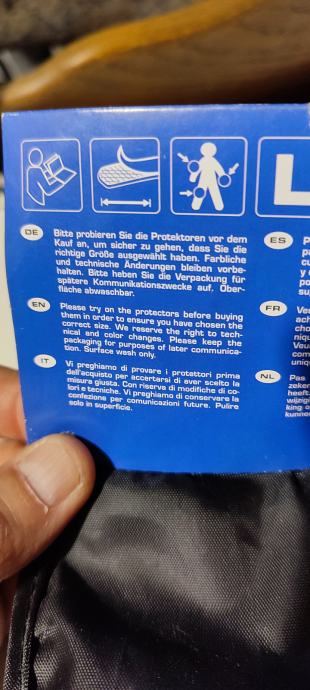 L
DE
Bitte probieren Sie die Protektoren vor dem
Kauf an, um sicher zu gehen, dass Sie die
richtige Größe ausgewählt haben. Farbliche
und technische Änderungen bleiben vorbe-
halten. Bitte heben Sie die Verpackung für
spätere Kommunikationszwecke auf. Ober-
fläche abwaschbar.
EN
Please try on the protectors before buying
them in order to ensure you have chosen the
correct size. We reserve the right to tech-
nical and color changes. Please keep the
packaging for purposes of later communica-
tion. Surface wash only.
IT
Vi preghiamo di provare i protettori prima
dell'acquisto per accertarsi di aver scelto la
misura giusta. Con riserva di modifiche di co-
lori e tecniche. Vi preghiamo di conservare la
confezione per comunicazioni future. Pulire
solo in superficie.
ES
FR
NL
Pas
zeker
heeft.
wijzigi
king o
kunne